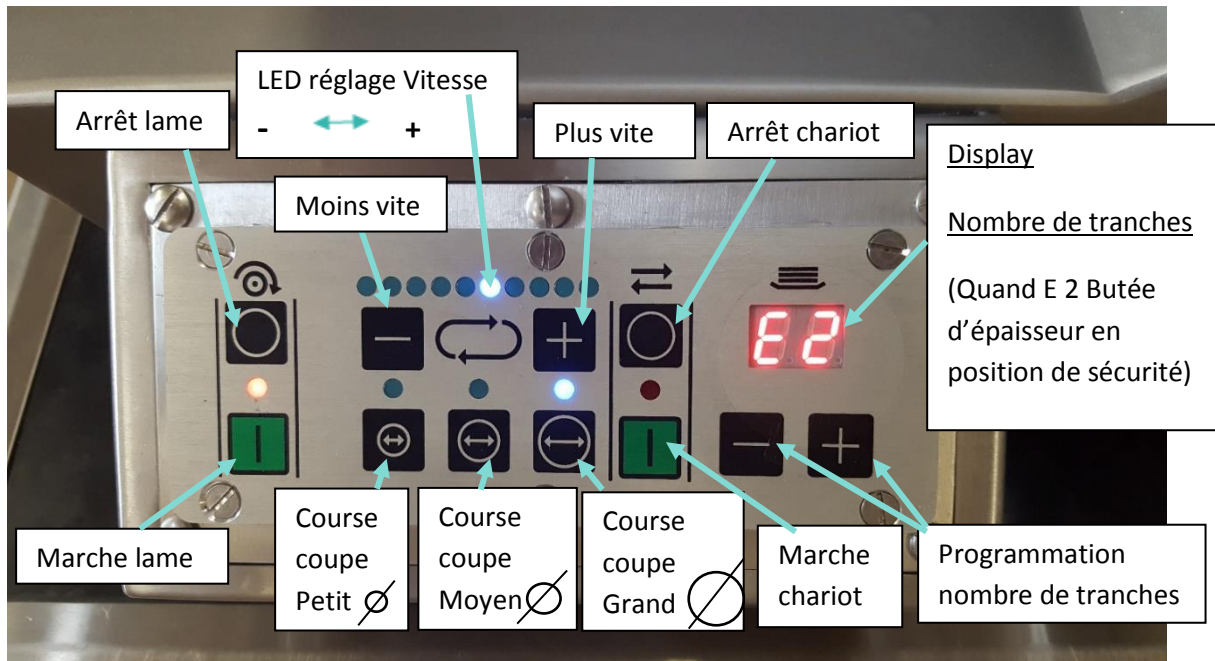 LED réglage Vitesse
- +
Arrêt lame
Plus vite
Arrêt chariot
Moins vite
Display
Nombre de tranches
(Quand E 2 Butée
d'épaisseur en
position de sécurité)
E2
Marche lame
Course
coupe
Petit
Course
coupe
Moyen
Course
coupe
Grand
Marche
chariot
Programmation
nombre de tranches